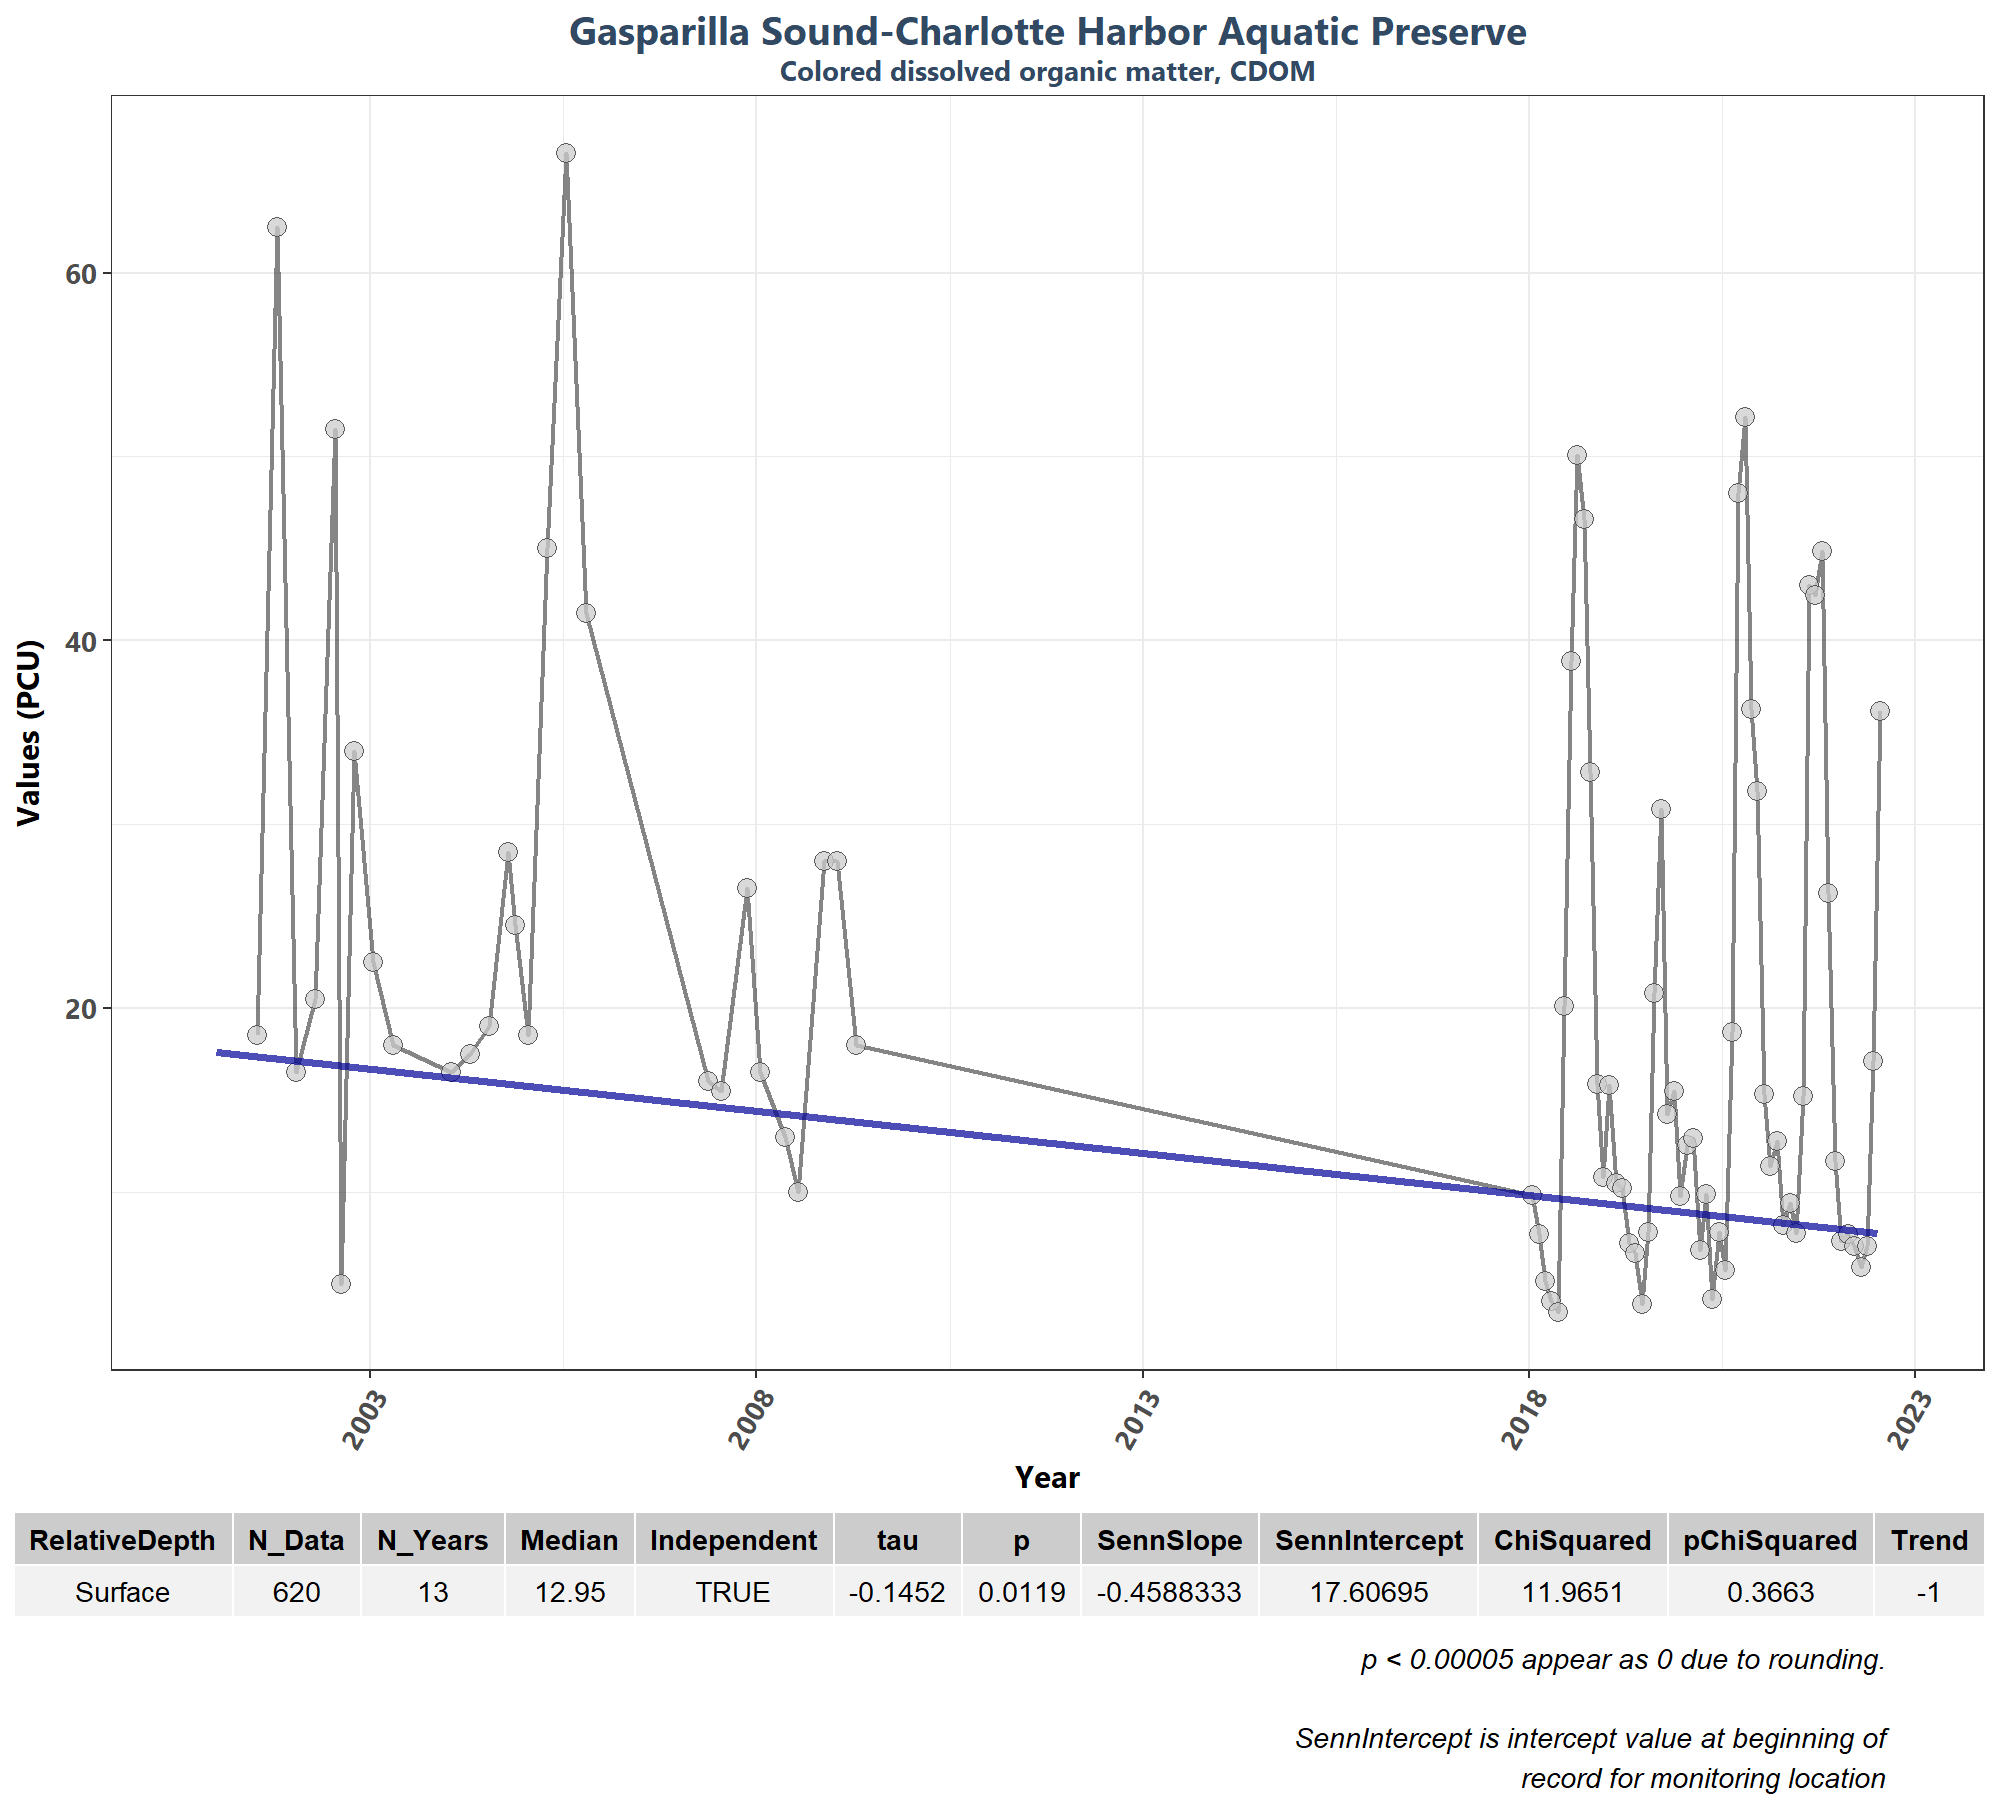 Gasparilla Sound-Charlotte Harbor Aquatic Preserve
Colored dissolved organic matter, CDOM
Values (PCU)
60
40
20
2003 2008 2013 2018 2023
Year
RelativeDepth N_Data N_Years Median Independent tau p SennSlope SennIntercept ChiSquared pChiSquared Trend
Surface 620 13 12.95 TRUE -0.1452 0.0119 -0.4588333 17.60695 11.9651 0.3663 -1
p < 0.00005 appear as 0 due to rounding.
SennIntercept is intercept value at beginning of
record for monitoring location